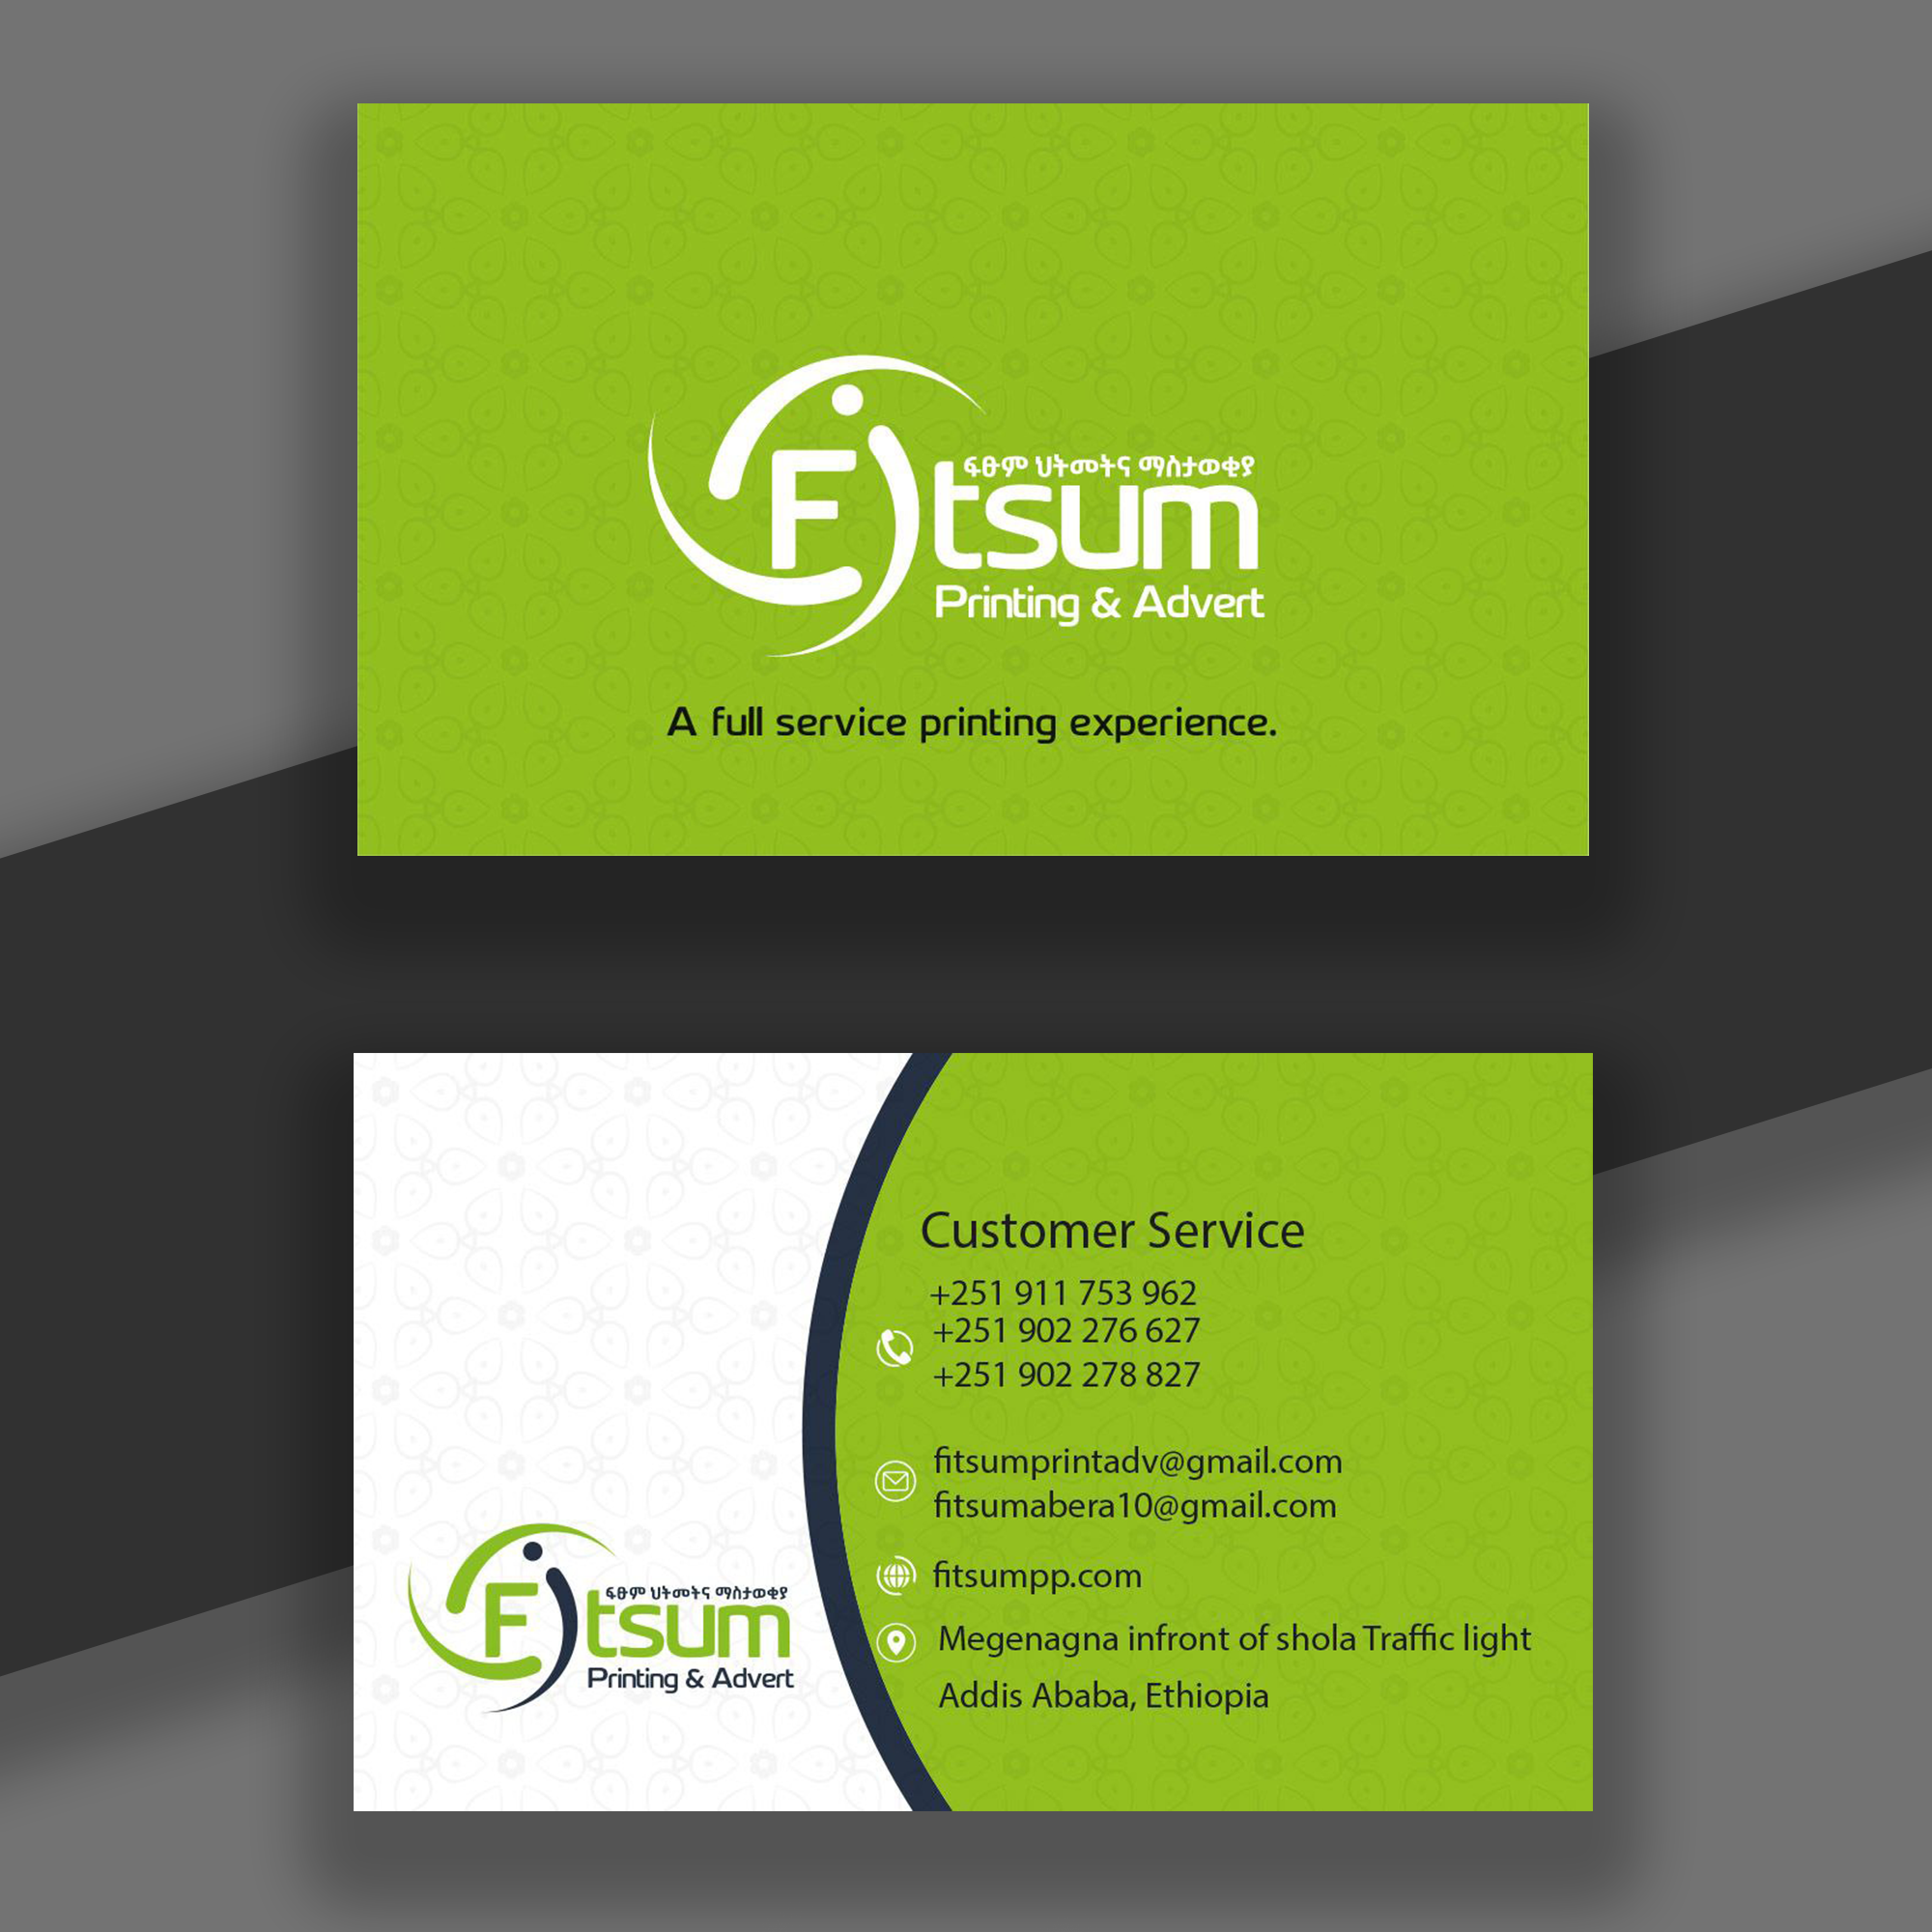 ፍፁም ህትመትና ማስታወቂያ
Fitsum
Printing & Advert
A full service printing experience.
Customer Service
+251 911 753 962
+251 902 276 627
+251 902 278 827
fitsumprintadv@gmail.com
fitsumabera10@gmail.com
fitsumpp.com
Megenagna infront of shola Traffic light
Addis Ababa, Ethiopia
ፍፁም ህትመትና ማስታወቂያ
Fitsum
Printing & Advert